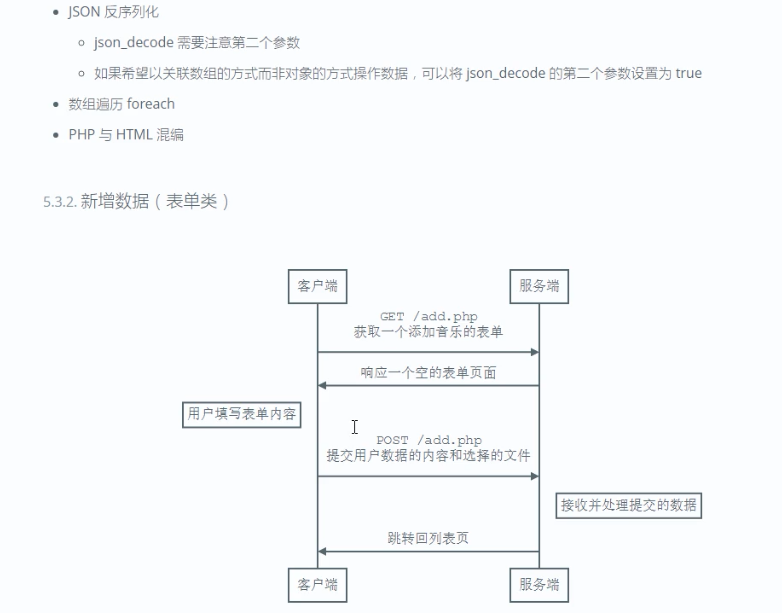 JSON 反序列化
json_decode 需要注意第二个参数
如果希望以关联数组的方式而非对象的方式操作数据，可以将 json_decode 的第二个参数设置为 true
数组遍历 foreach
PHP 与 HTML 混编
5.3.2. 新增数据（表单类）
客户端
服务端
GET /add.php
获取一个添加音乐的表单
响应一个空的表单页面
用户填写表单内容
POST /add.php
提交用户数据的内容和选择的文件
接收并处理提交的数据
跳转回列表页
客户端
服务端